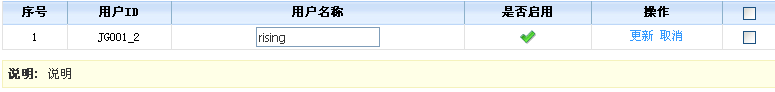 序号 用户ID 用户名称 是否启用 操作
1 JG001_2 rising 更新 取消
说明: 说明